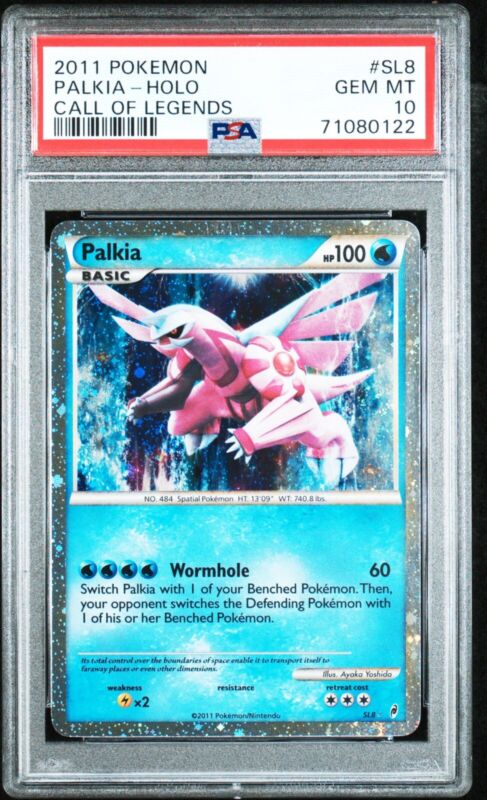 2011 POKEMON #SL8
PALKIA - HOLO GEM MT
CALL OF LEGENDS 10
PSA 71080122
Palkia HP100
BASIC
NO. 484 Spatial Pokémon HT: 13'09" WT: 740.8 lbs.
Wormhole 60
Switch Palkia with 1 of your Benched Pokémon. Then,
your opponent switches the Defending Pokémon with
1 of his or her Benched Pokémon.
Its total control over the boundaries of space enable it to transport itself to
faraway places or even other dimensions.
Illus. Ayaka Yoshida
weakness resistance retreat cost
×2
©2011 Pokémon/Nintendo SL8